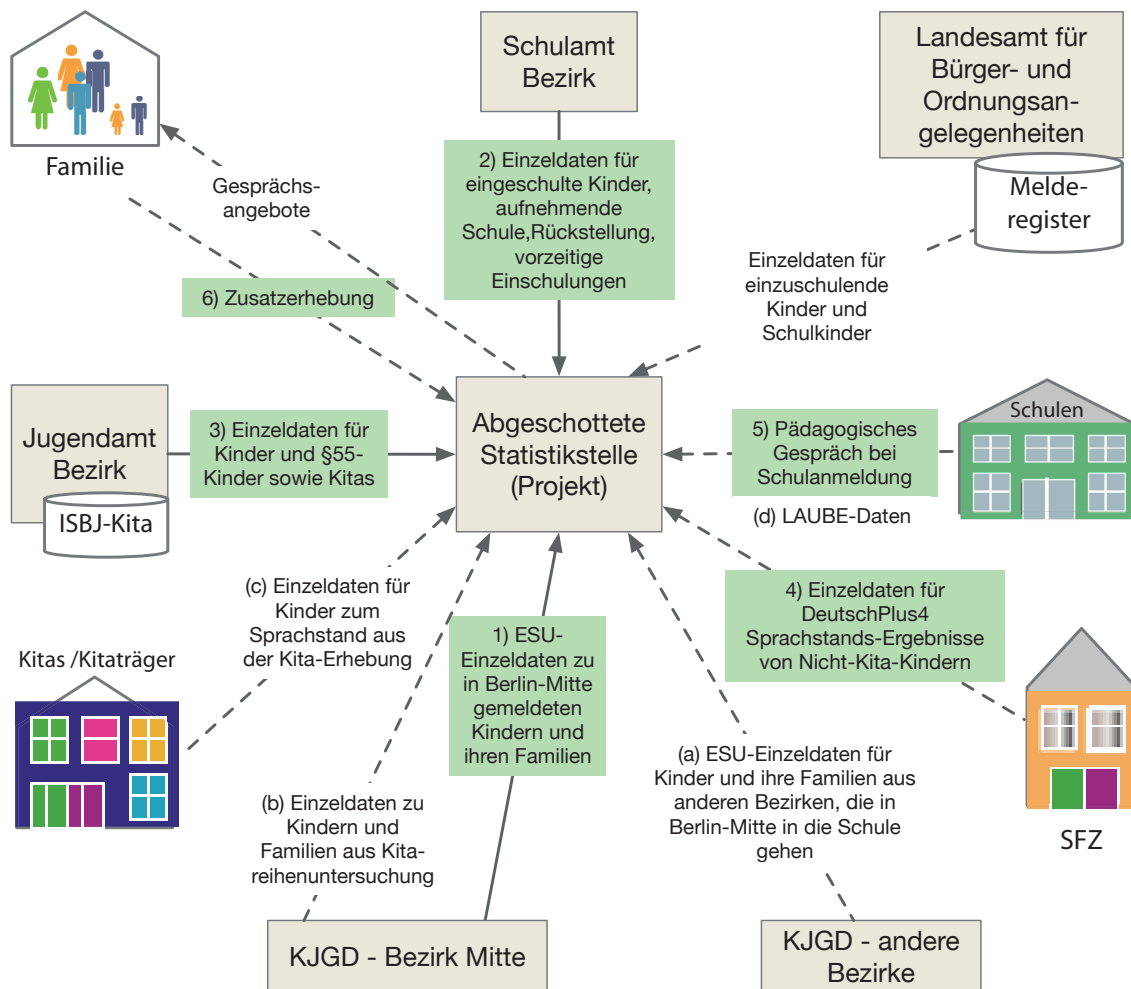 Schulamt
Bezirk
Landesamt für
Bürger- und
Ordnungsan-
gelegenheiten
Melde-
register
Familie
Gesprächs-
angebote
2) Einzeldaten für
eingeschulte Kinder,
aufnehmende
Schule,Rückstellung,
vorzeitige
Einschulungen
Einzeldaten für
einzuschulende
Kinder und
Schulkinder
6) Zusatzerhebung
Jugendamt
Bezirk
ISBJ-Kita
3) Einzeldaten für
Kinder und §55-
Kinder sowie Kitas
Abgeschottete
Statistikstelle
(Projekt)
5) Pädagogisches
Gespräch bei
Schulanmeldung
(d) LAUBE-Daten
Schulen
(c) Einzeldaten für
Kinder zum
Sprachstand aus
der Kita-Erhebung
1) ESU-
Einzeldaten zu
in Berlin-Mitte
gemeldeten
Kindern und
ihren Familien
4) Einzeldaten für
DeutschPlus4
Sprachstands-Ergebnisse
von Nicht-Kita-Kindern
Kitas /Kitaträger
(b) Einzeldaten zu
Kindern und
Familien aus Kita-
reihenuntersuchung
(a) ESU-Einzeldaten für
Kinder und ihre Familien aus
anderen Bezirken, die in
Berlin-Mitte in die Schule
gehen
SFZ
KJGD - Bezirk Mitte
KJGD - andere
Bezirke